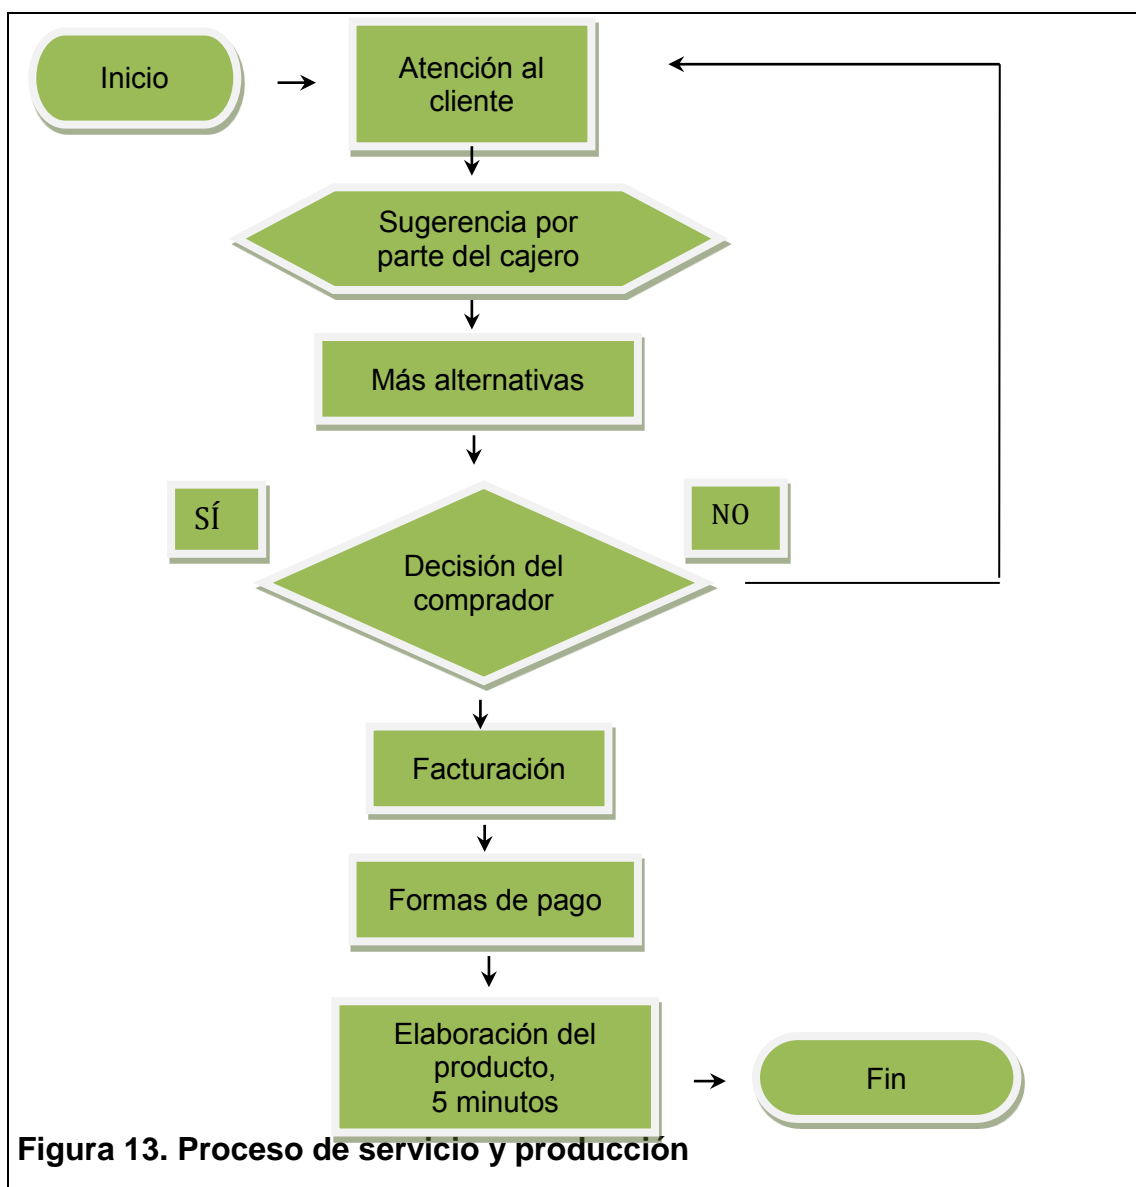 Inicio
Atención al
cliente
Sugerencia por
parte del cajero
Más alternativas
SÍ
NO
Decisión del
comprador
Facturación
Formas de pago
Elaboración del
producto,
5 minutos
Fin
Figura 13. Proceso de servicio y producción